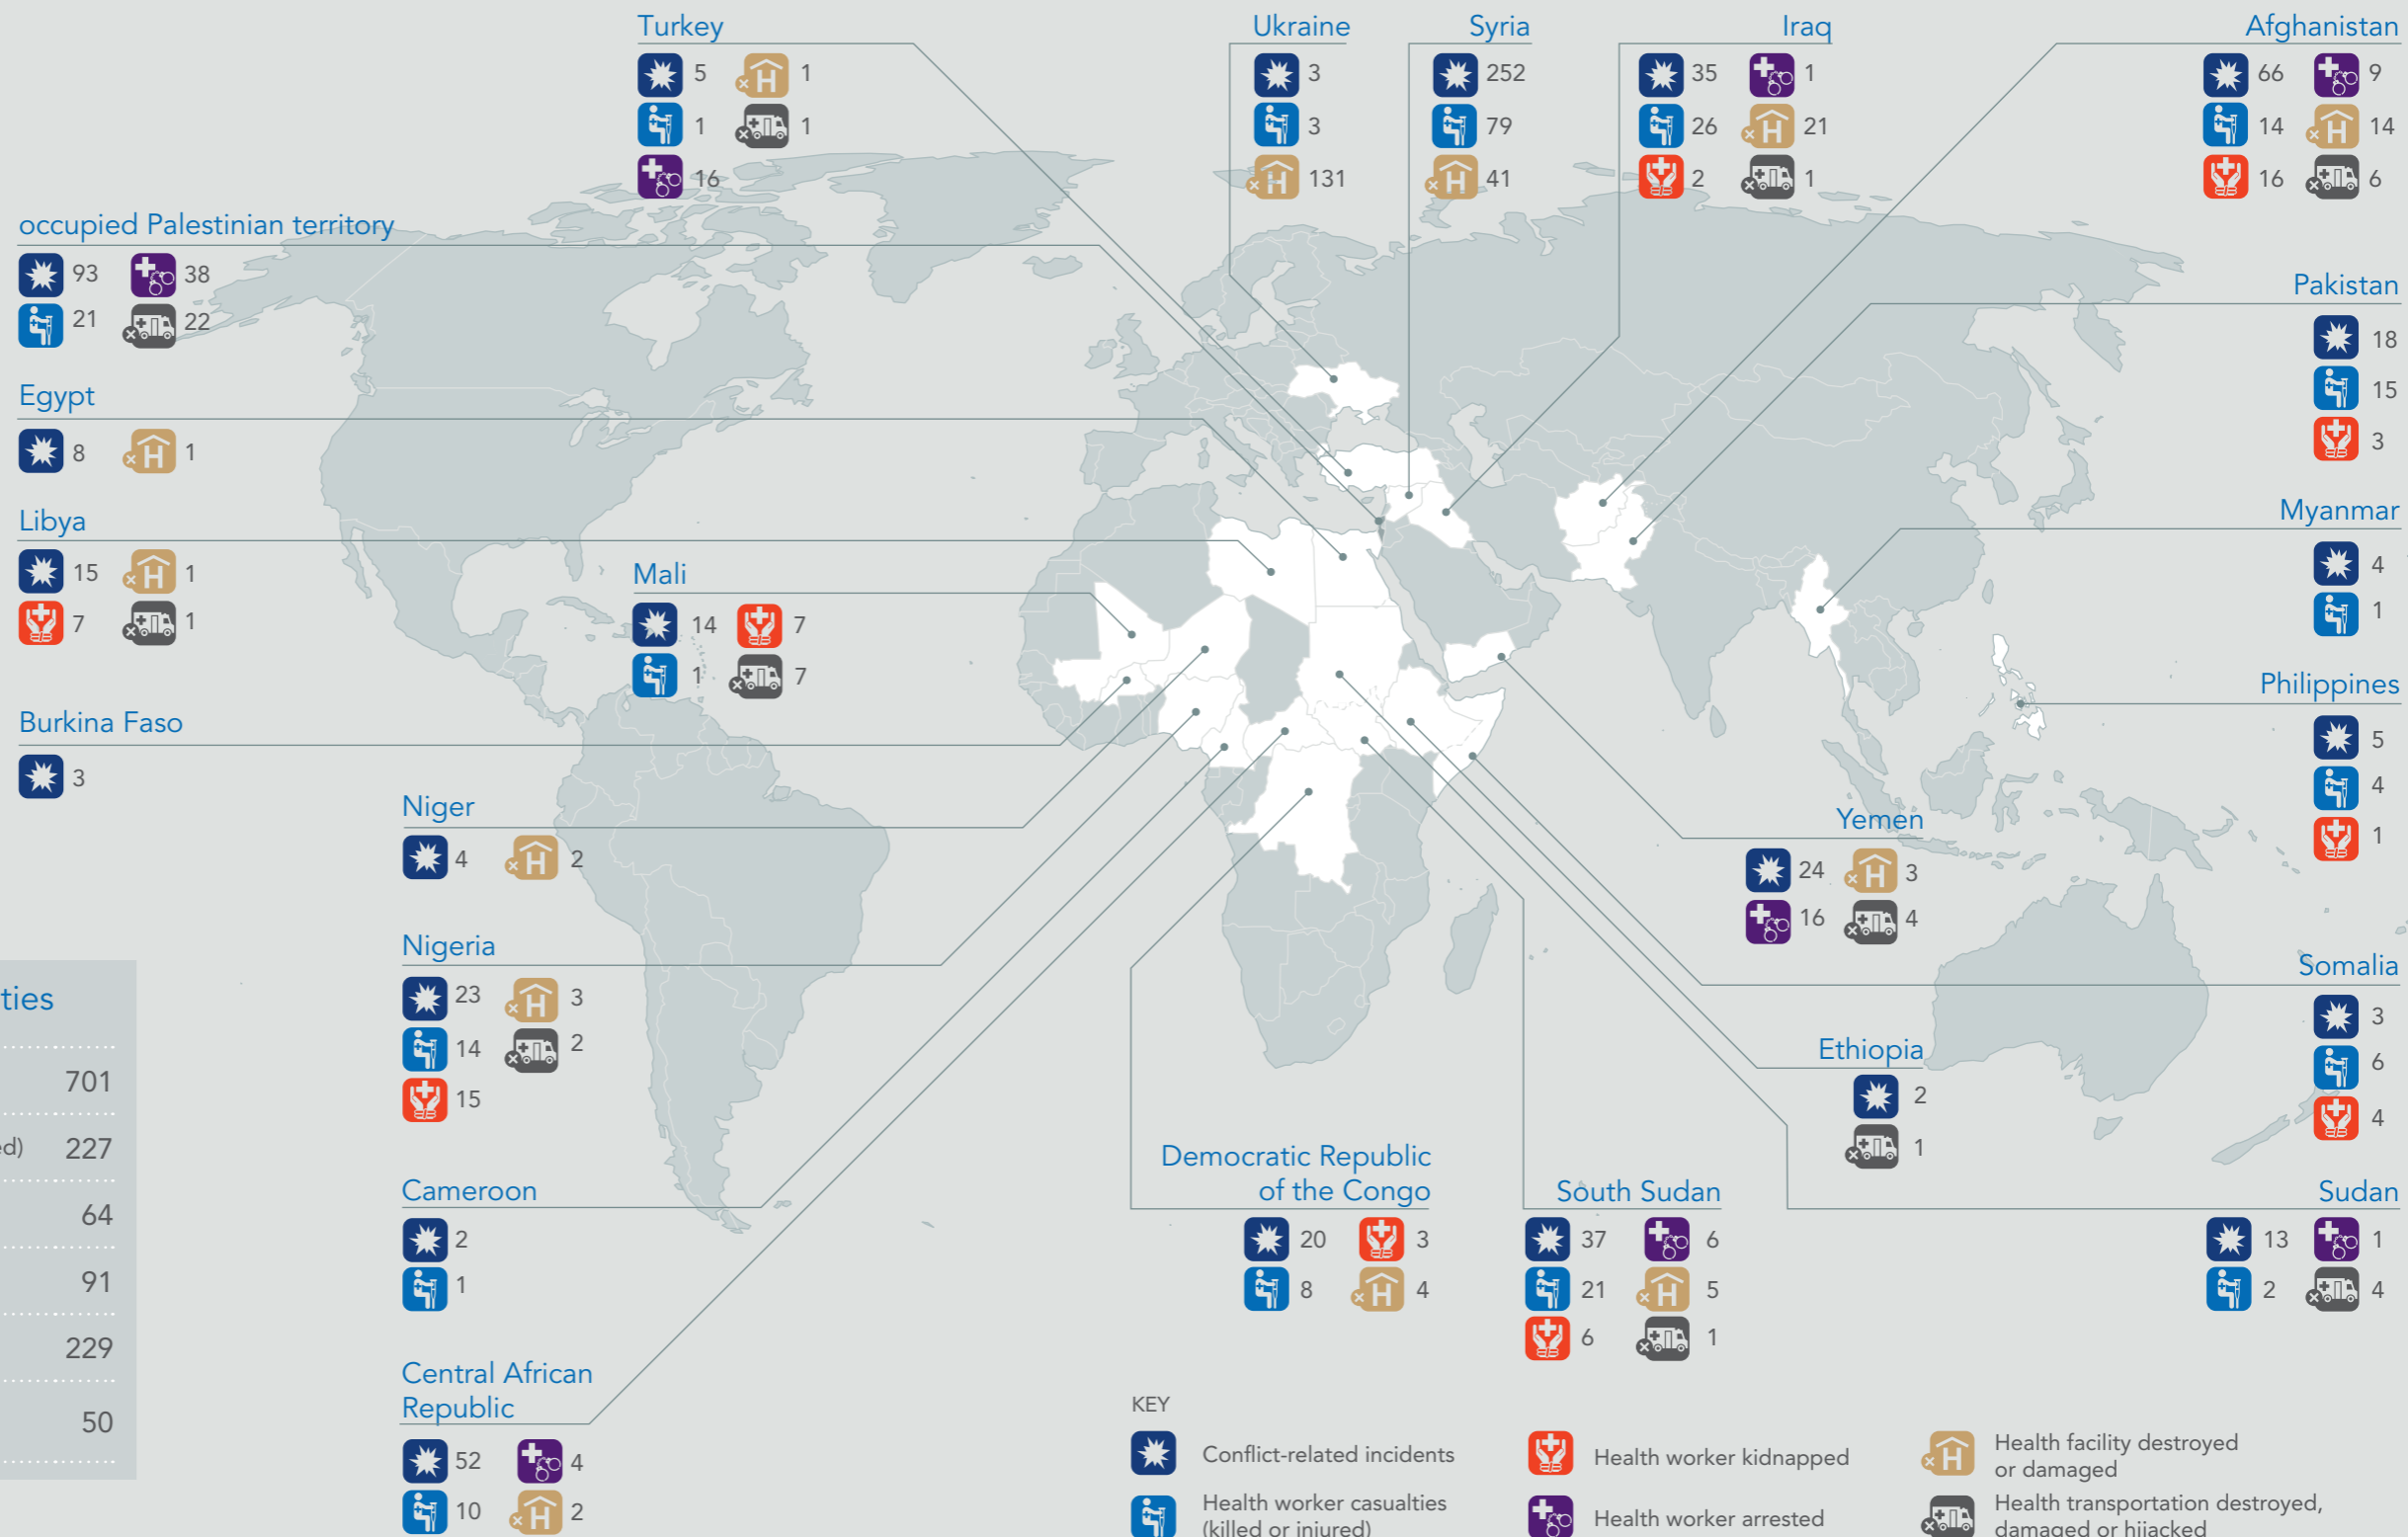 Turkey
5 1
1 1
16
Ukraine
3
3
131
Syria
252
79
41
Iraq
35 1
26 21
2 1
Afghanistan
66 9
14 14
16 6
occupied Palestinian territory
93 38
21 22
Pakistan
18
15
3
Egypt
8 1
Libya
15 1
7 1
Mali
14 7
1 7
Myanmar
4
1
Burkina Faso
3
Philippines
5
4
1
Niger
4 2
Yemen
24 3
16 4
Nigeria
23 3
14 2
15
Somalia
3
6
4
Ethiopia
2
1
ties
701
ed) 227
64
91
229
50
Cameroon
2
1
Democratic Republic
of the Congo
20 3
8 4
South Sudan
37 6
21 5
6 1
Sudan
13 1
2 4
Central African
Republic
52 4
10 2
KEY
Conflict-related incidents
Health worker casualties
(killed or injured)
Health worker kidnapped
Health worker arrested
Health facility destroyed
or damaged
Health transportation destroyed,
damaged or hijacked